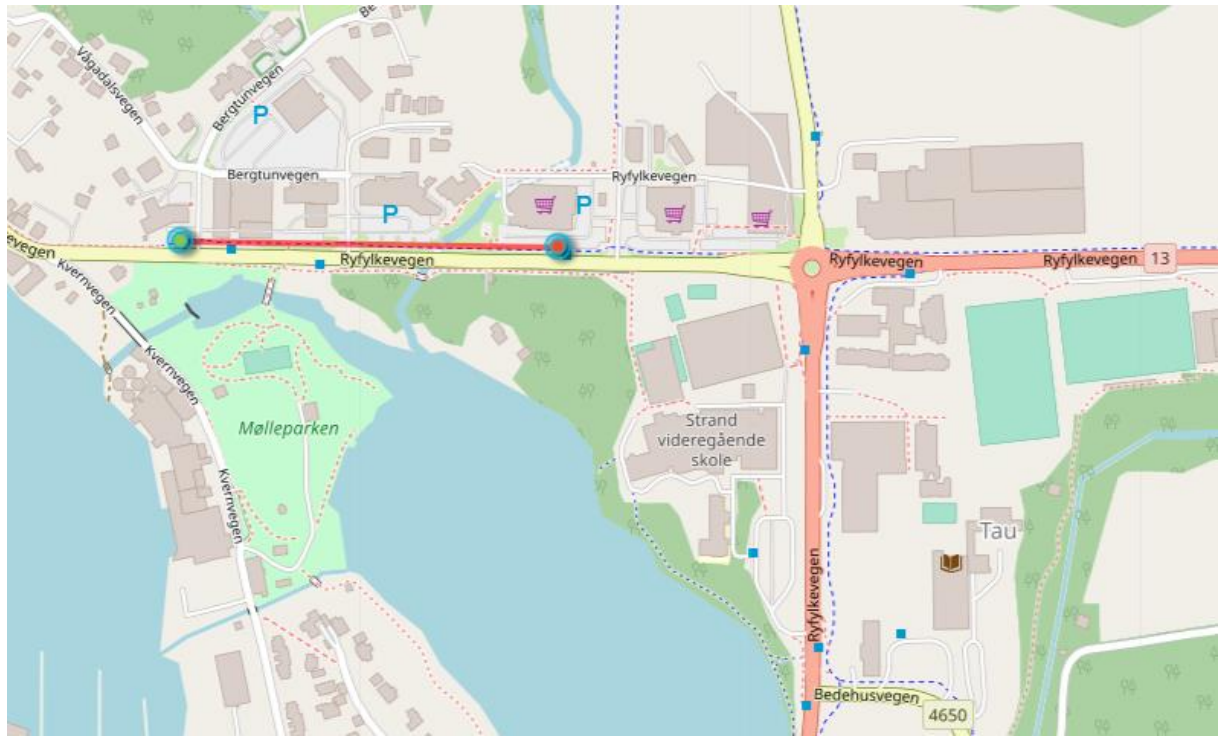 Vågadalsvegen
Bergtunvegen
Be
P
Bergtunvegen
P
P
Ryfylkevegen
evegen
Kvernvegen
Ryfylkevegen
Ryfylkevegen
Ryfylkevegen
13
Kvernvegen
Mølleparken
Kvernvegen
Strand
videregående
skole
Tau
Ryfylkevegen
Bedehusvegen
4650